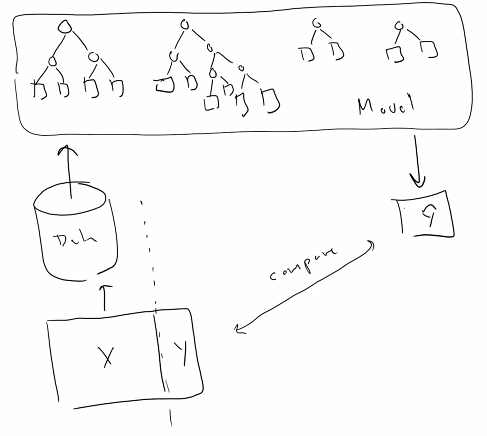 Model
Data
ŷ
compare
X
Y